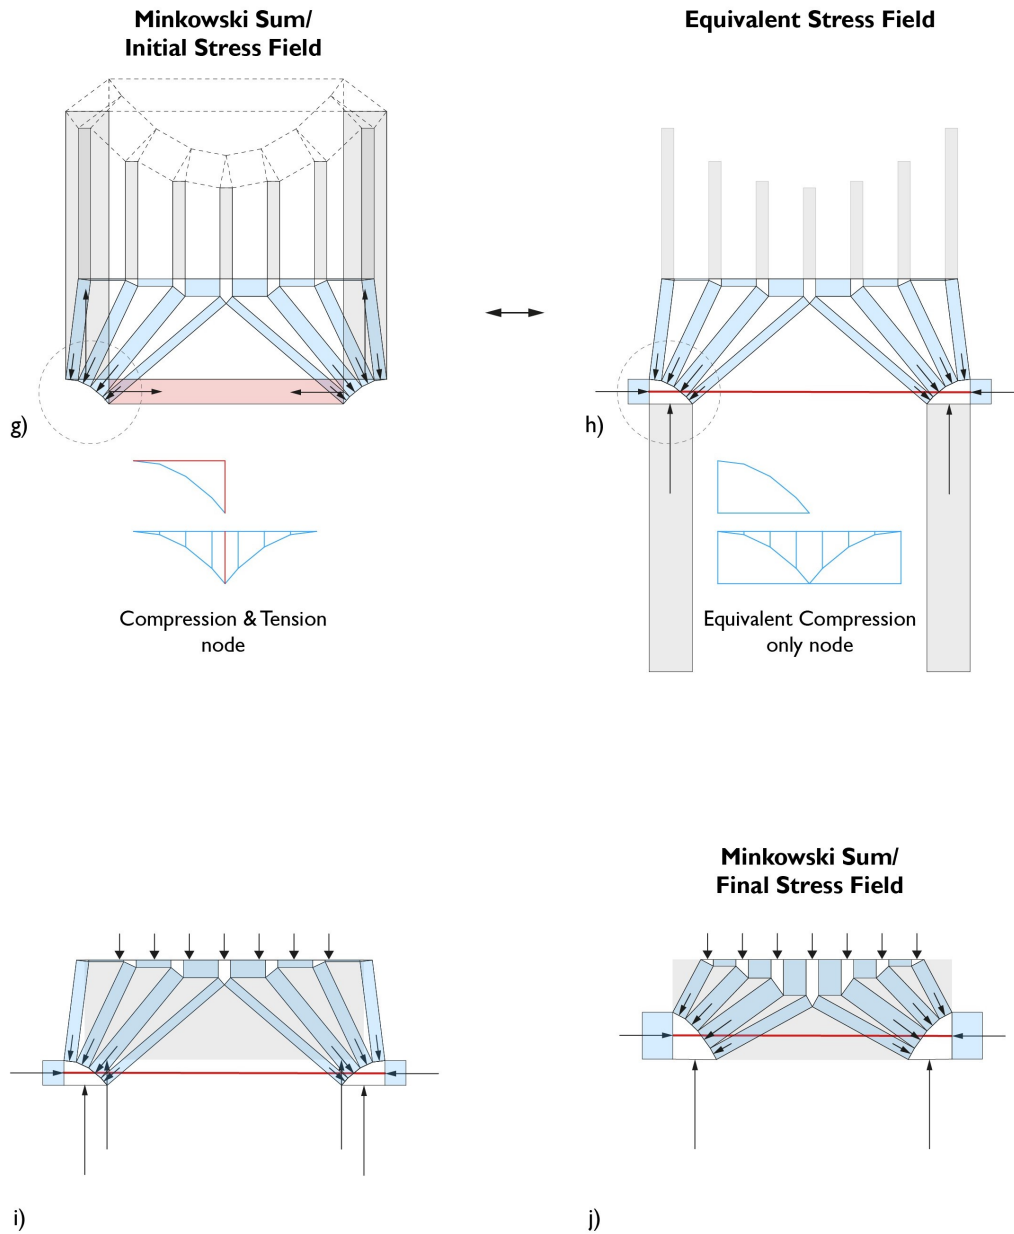 Minkowski Sum/
Initial Stress Field
Equivalent Stress Field
g)
h)
Compression & Tension
node
Equivalent Compression
only node
Minkowski Sum/
Final Stress Field
i)
j)